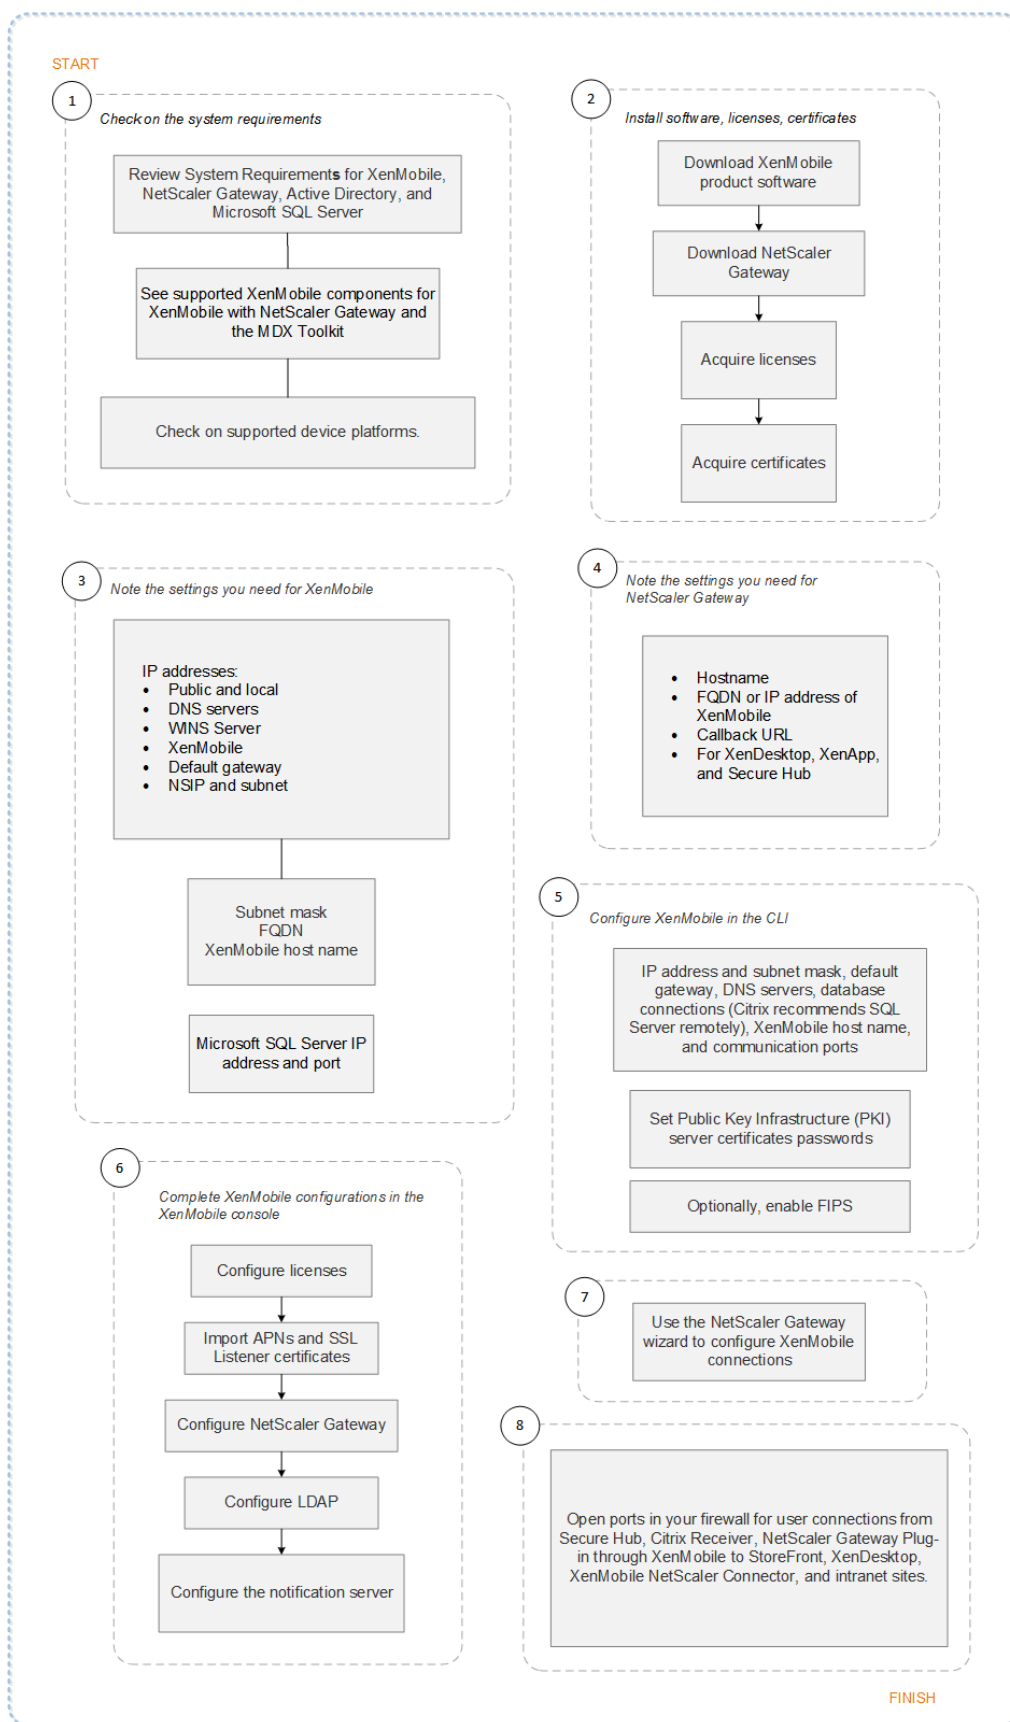 START
1
Check on the system requirements
Review System Requirements for XenMobile,
NetScaler Gateway, Active Directory, and
Microsoft SQL Server
See supported XenMobile components for
XenMobile with NetScaler Gateway and
the MDX Toolkit
Check on supported device platforms.
2
Install software, licenses, certificates
Download XenMobile
product software
Download NetScaler
Gateway
Acquire licenses
Acquire certificates
3
Note the settings you need for XenMobile
IP addresses:
• Public and local
• DNS servers
• WINS Server
• XenMobile
• Default gateway
• NSIP and subnet
Subnet mask
FQDN
XenMobile host name
Microsoft SQL Server IP
address and port
4
Note the settings you need for
NetScaler Gateway
• Hostname
• FQDN or IP address of
XenMobile
• Callback URL
• For XenDesktop, XenApp,
and Secure Hub
5
Configure XenMobile in the CLI
IP address and subnet mask, default
gateway, DNS servers, database
connections (Citrix recommends SQL
Server remotely), XenMobile host name,
and communication ports
Set Public Key Infrastructure (PKI)
server certificates passwords
Optionally, enable FIPS
6
Complete XenMobile configurations in the
XenMobile console
Configure licenses
Import APNs and SSL
Listener certificates
Configure NetScaler Gateway
Configure LDAP
Configure the notification server
7
Use the NetScaler Gateway
wizard to configure XenMobile
connections
8
Open ports in your firewall for user connections from
Secure Hub, Citrix Receiver, NetScaler Gateway Plug-
in through XenMobile to StoreFront, XenDesktop,
XenMobile NetScaler Connector, and intranet sites.
FINISH